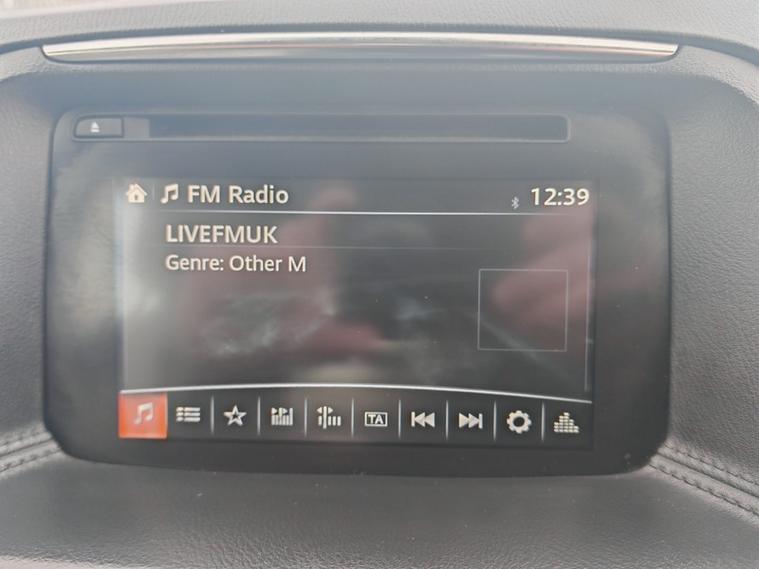 FM Radio 12:39
LIVEFMUK
Genre: Other M
TA